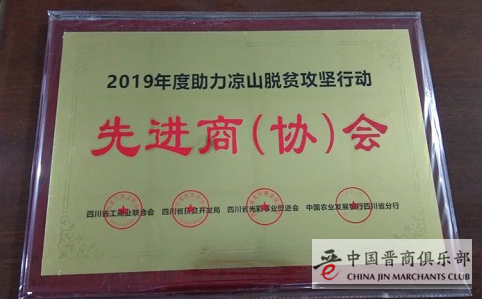 2019年度助力凉山脱贫攻坚行动
先进商(协)会
四川省工商业联合会 四川省扶贫开发局 四川省光彩事业促进会 中国农业发展银行四川省分行
中国晋商俱乐部
CHINA JIN MARCHANTS CLUB